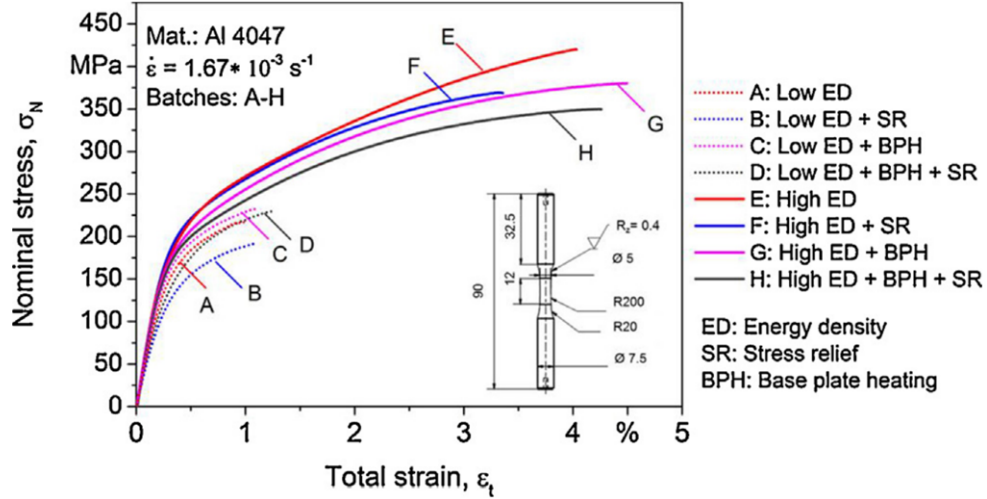 450
MPa
350
300
250
200
150
100
50
0
Nominal stress, σN
Mat.: Al 4047
ε̇ = 1.67* 10-3 s-1
Batches: A-H
E
F
G
H
D
C
B
A
32.5
12
90
Rz= 0.4
Ø 5
R200
R20
Ø 7.5
0 1 2 3 4 % 5
Total strain, εt
A: Low ED
B: Low ED + SR
C: Low ED + BPH
D: Low ED + BPH + SR
E: High ED
F: High ED + SR
G: High ED + BPH
H: High ED + BPH + SR
ED: Energy density
SR: Stress relief
BPH: Base plate heating